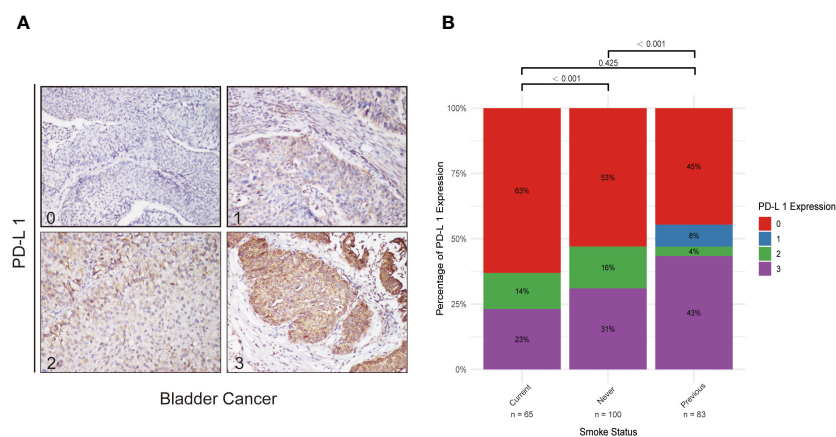 A
PD-L 1
0
1
2
3
Bladder Cancer
B
< 0.001
0.425
< 0.001
Percentage of PD-L 1 Expression
100%
75%
50%
25%
0%
63%
14%
23%
53%
16%
31%
45%
8%
4%
43%
Current
n = 65
Never
n = 100
Previous
n = 83
Smoke Status
PD-L 1 Expression
0
1
2
3